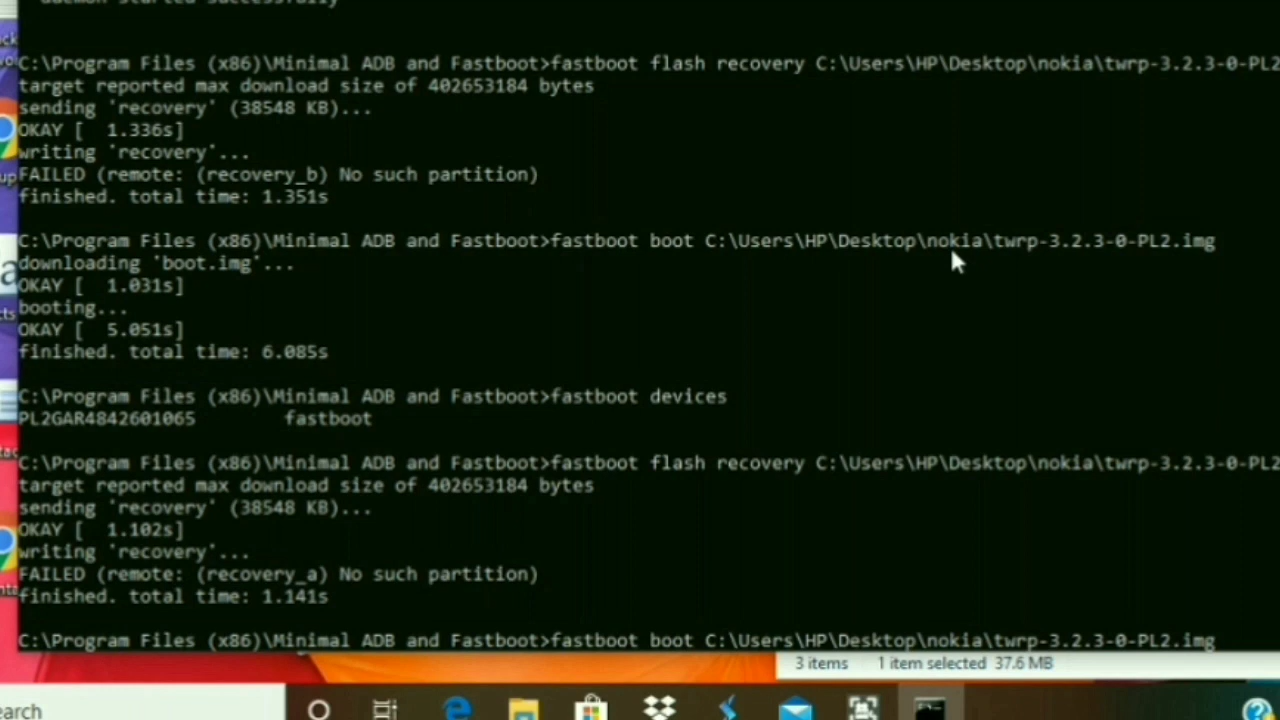 daemon started successfully
C:\Program Files (x86)\Minimal ADB and Fastboot>fastboot flash recovery C:\Users\HP\Desktop\nokia\twrp-3.2.3-0-PL2
target reported max download size of 402653184 bytes
sending 'recovery' (38548 KB)...
OKAY [  1.336s]
writing 'recovery'...
FAILED (remote: (recovery_b) No such partition)
finished. total time: 1.351s
C:\Program Files (x86)\Minimal ADB and Fastboot>fastboot boot C:\Users\HP\Desktop\nokia\twrp-3.2.3-0-PL2.img
downloading 'boot.img'...
OKAY [  1.031s]
booting...
OKAY [  5.051s]
finished. total time: 6.085s
C:\Program Files (x86)\Minimal ADB and Fastboot>fastboot devices
PL2GAR4842601065        fastboot
C:\Program Files (x86)\Minimal ADB and Fastboot>fastboot flash recovery C:\Users\HP\Desktop\nokia\twrp-3.2.3-0-PL2
target reported max download size of 402653184 bytes
sending 'recovery' (38548 KB)...
OKAY [  1.102s]
writing 'recovery'...
FAILED (remote: (recovery_a) No such partition)
finished. total time: 1.141s
C:\Program Files (x86)\Minimal ADB and Fastboot>fastboot boot C:\Users\HP\Desktop\nokia\twrp-3.2.3-0-PL2.img
3 items 1 item selected 37.6 MB
earch